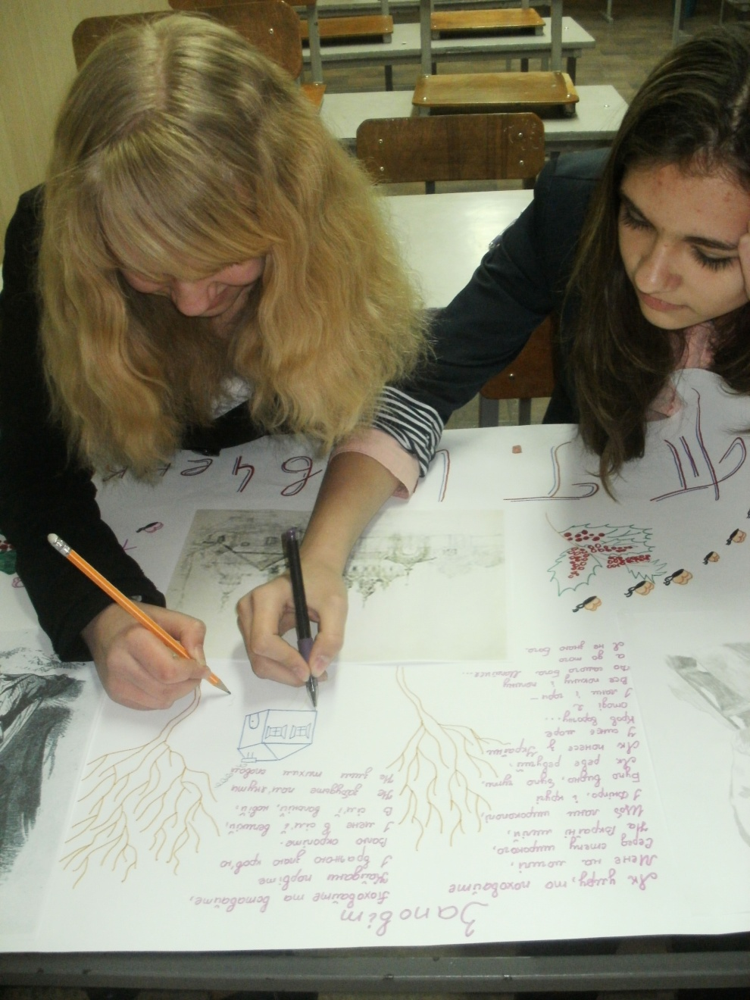 Заповіт
Як умру, то поховайте
Мене на могилі,
Серед степу широкого,
На Вкраїні милій,
Щоб лани широкополі,
І Дніпро, і кручі
Було видно, було чути,
Як реве ревучий.
Як понесе з України
У синєє море
Кров ворожу...
отоді я
І лани і гори –
Все покину і полину
До самого Бога Молитися...
а до того
Я не знаю Бога.
Поховайте та вставайте,
Кайдани порвіте
І вражою злою кров'ю
Волю окропіте.
І мене в сім'ї великій,
В сім'ї вольній, новій,
Не забудьте пом'янути
Не злим тихим словом